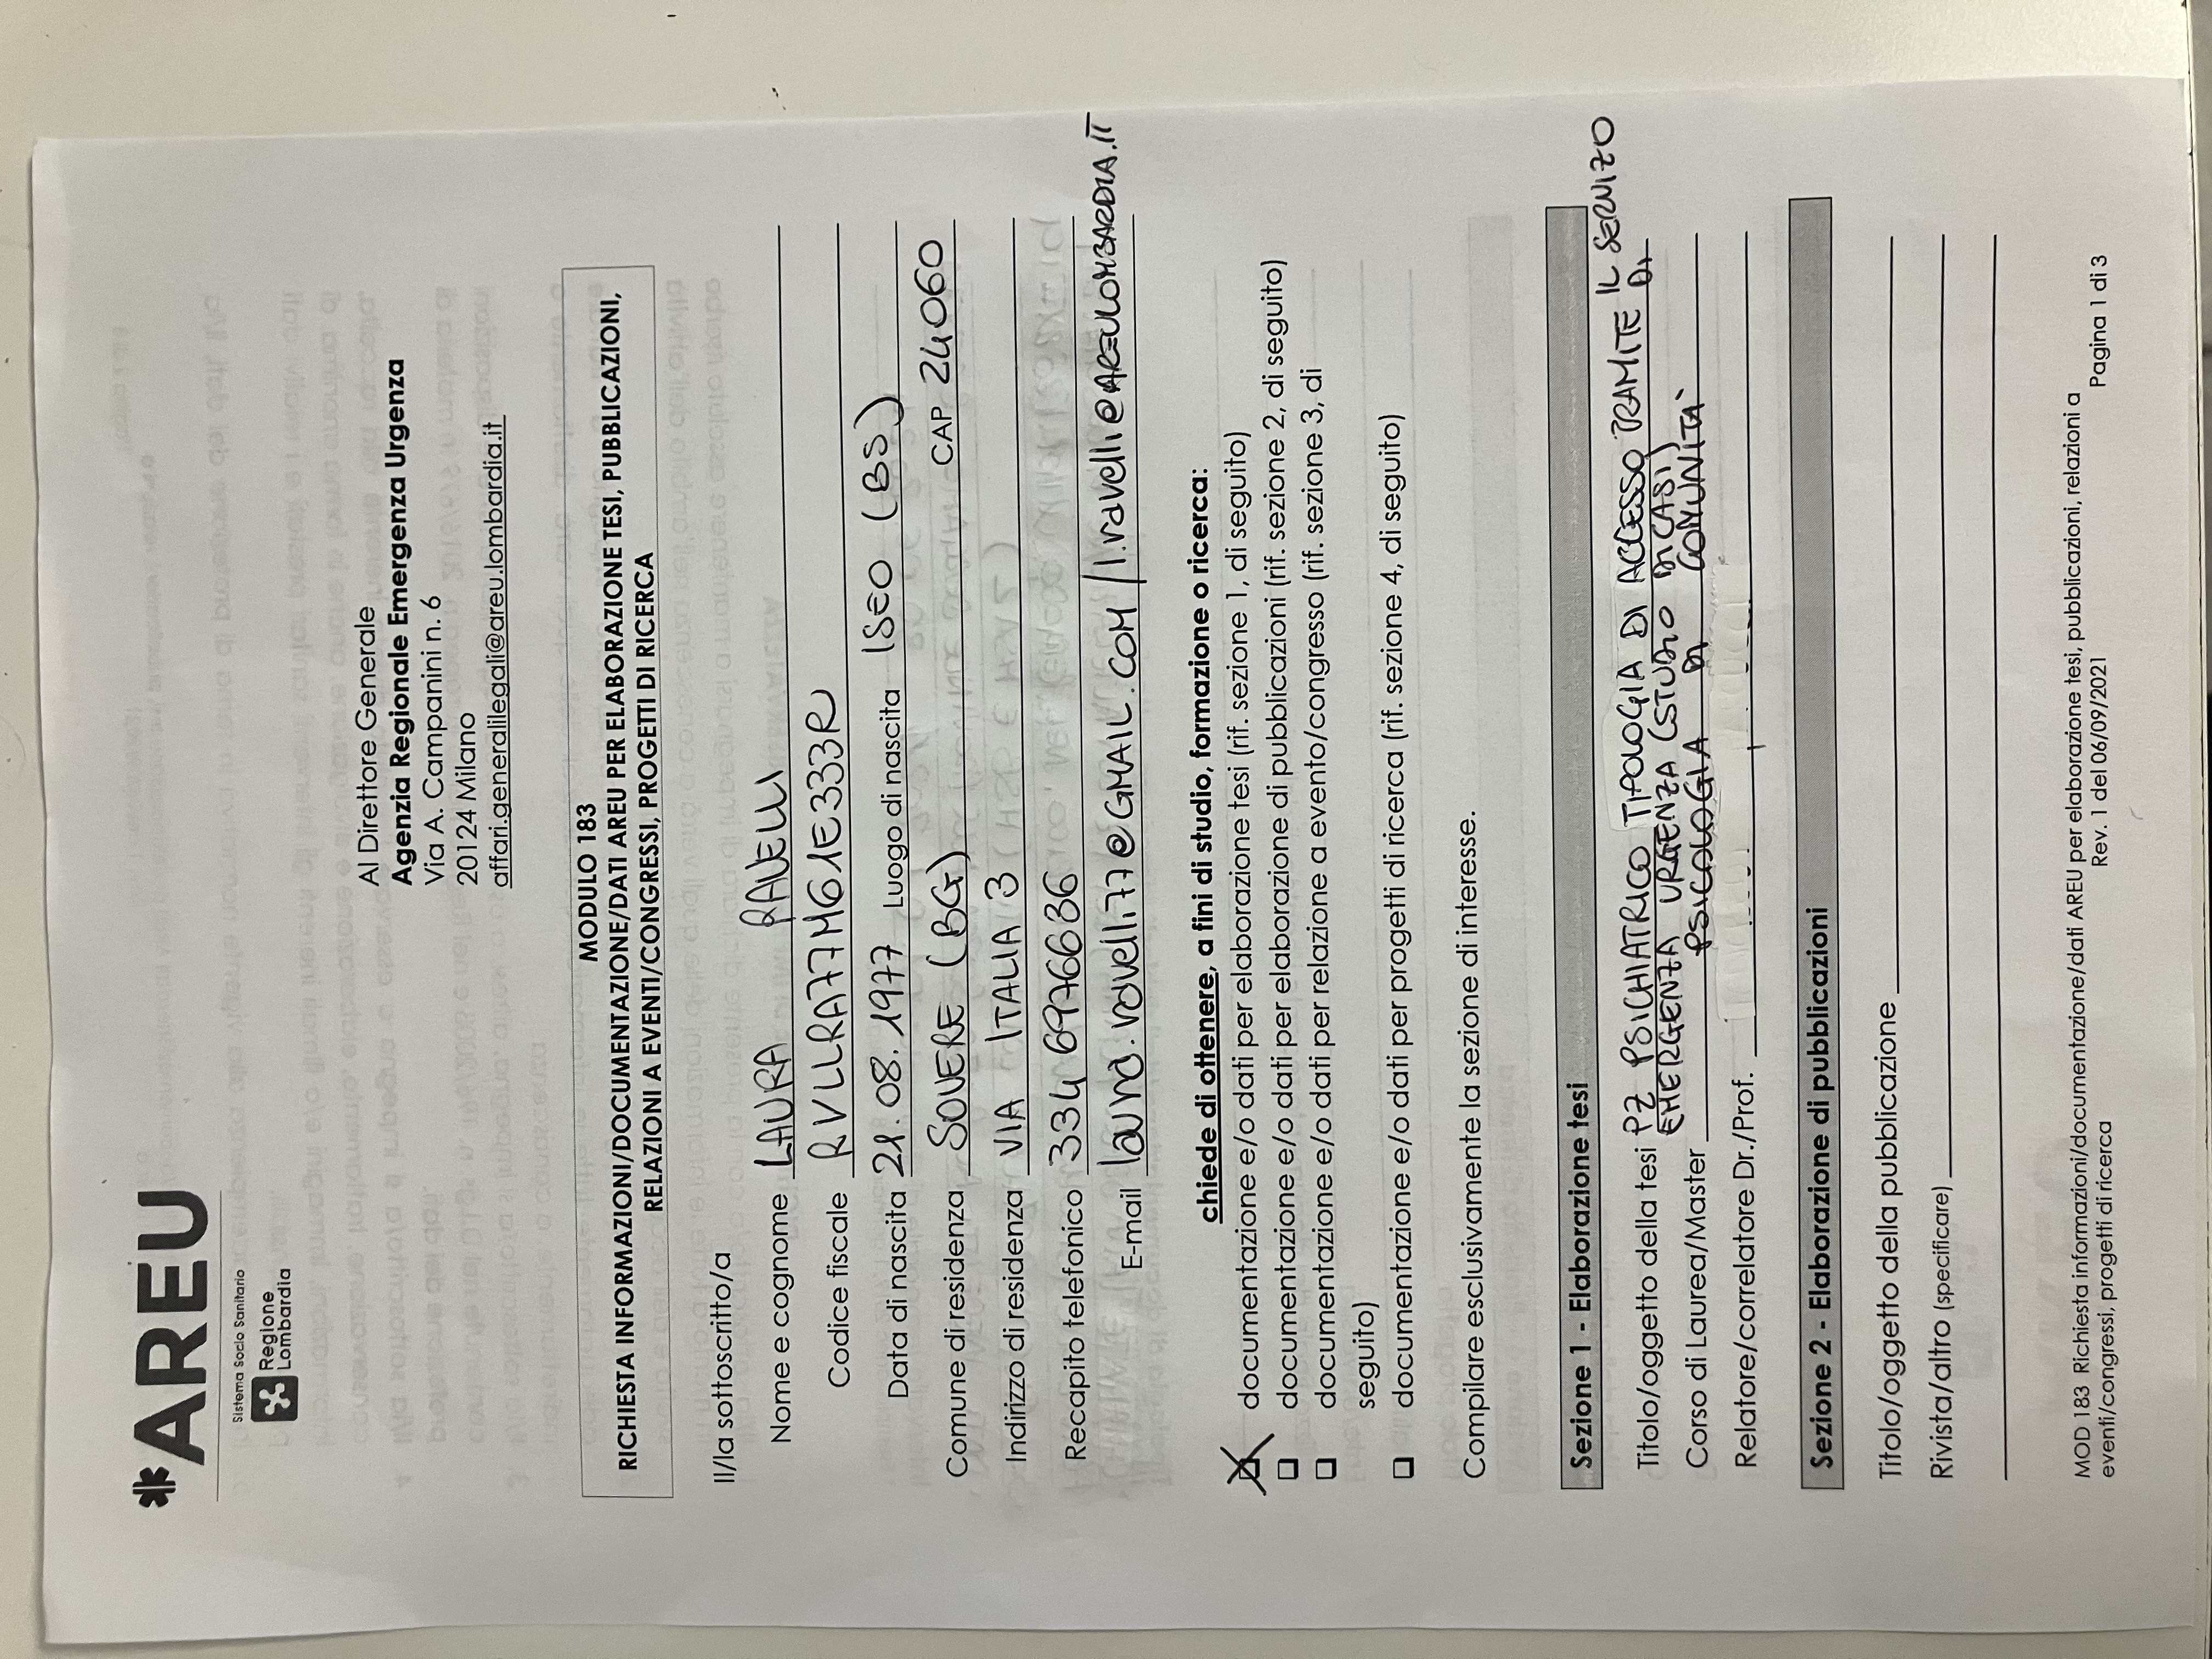 *AREU
Sistema Socio Sanitario
Regione
Lombardia
Al Direttore Generale
Agenzia Regionale Emergenza Urgenza
Via A. Campanini n. 6
20124 Milano
affari.generalilegali@areu.lombardia.it
MODULO 183
RICHIESTA INFORMAZIONI/DOCUMENTAZIONE/DATI AREU PER ELABORAZIONE TESI, PUBBLICAZIONI,
RELAZIONI A EVENTI/CONGRESSI, PROGETTI DI RICERCA
Il/la sottoscritto/a
Nome e cognome LAURA RAVELLI
Codice fiscale RVLLRA77M61E333R
Data di nascita 21.08.1977 Luogo di nascita ISEO (BS)
Comune di residenza SOVERE (BG) CAP 24060
Indirizzo di residenza VIA ITALIA 3
Recapito telefonico 334 6976636
E-mail laura.ravelli77@GMAIL.COM /l.ravelli@AREULOMBARDIA.IT
chiede di ottenere, a fini di studio, formazione o ricerca:
documentazione e/o dati per elaborazione tesi (rif. sezione 1, di seguito)
documentazione e/o dati per elaborazione di pubblicazioni (rif. sezione 2, di seguito)
documentazione e/o dati per relazione a evento/congresso (rif. sezione 3, di
seguito)
documentazione e/o dati per progetti di ricerca (rif. sezione 4, di seguito)
Compilare esclusivamente la sezione di interesse.
Sezione 1 - Elaborazione tesi
Titolo/oggetto della tesi PZ PSICHIATRICO TIPOLOGIA DI ACCESSO TRAMITE IL SERVIZO DI
EMERGENZA URGENZA (STUDIO DI CASI)
Corso di Laurea/Master PSICOLOGIA DI COMUNITA'
Relatore/correlatore Dr./Prof.
Sezione 2 - Elaborazione di pubblicazioni
Titolo/oggetto della pubblicazione
Rivista/altro (specificare)
MOD 183 Richiesta informazioni/documentazione/dati AREU per elaborazione tesi, pubblicazioni, relazioni a
eventi/congressi, progetti di ricerca Rev. 1 del 06/09/2021 Pagina 1 di 3